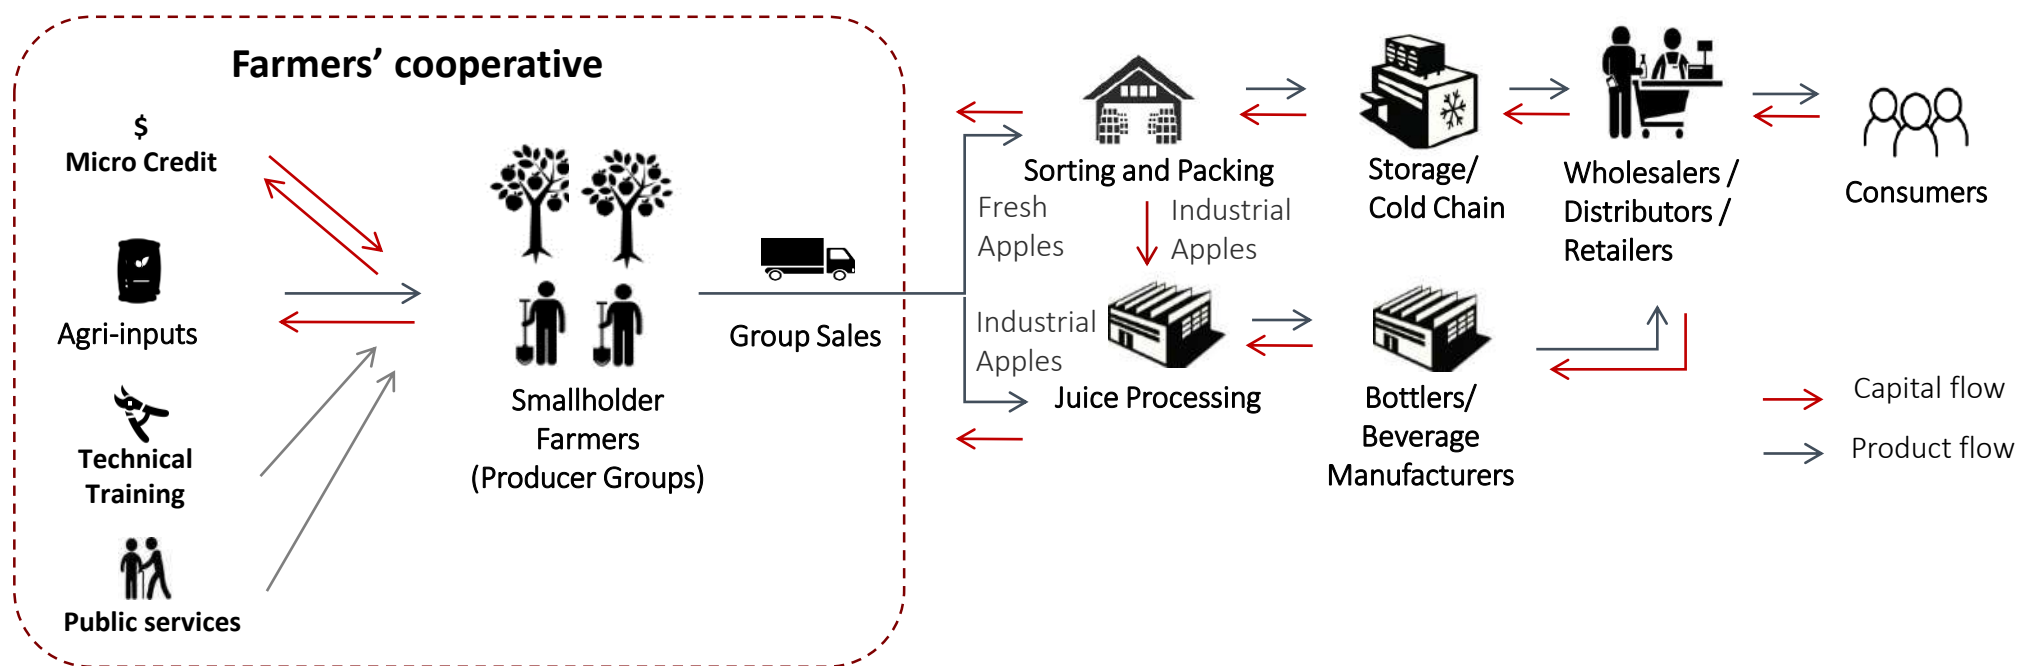 Farmers’ cooperative
$
Micro Credit
Agri-inputs
Technical
Training
Public services
Smallholder
Farmers
(Producer Groups)
Group Sales
Fresh
Apples
Industrial
Apples
Sorting and Packing
Industrial
Apples
Juice Processing
Storage/
Cold Chain
Bottlers/
Beverage
Manufacturers
Wholesalers /
Distributors /
Retailers
Consumers
Capital flow
Product flow